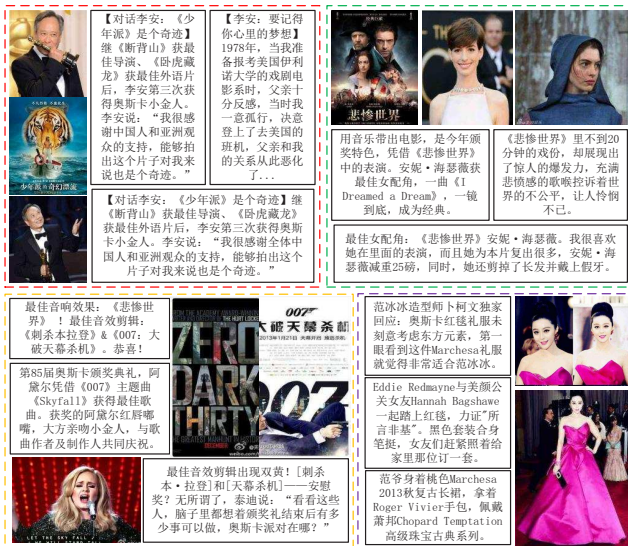 【对话李安：《少
年派》是个奇迹】
继《断背山》获最
佳导演、《卧虎藏
龙》获最佳外语片
后，李安第三次获
得奥斯卡小金人。
李安说：“我很感
谢中国人和亚洲观
众的支持，能够拍
出这个片子对我来
说也是个奇迹。”
【李安：要记得
你心里的梦想】
1978年，当我
准备报考美国伊利
诺大学的戏剧电
影系时，父亲十
分反感，当时我
一意孤行，决意
登上了去美国的
班机，父亲和我
的关系从此恶化
了...
少年派的奇幻漂流
【对话李安：《少年派》是个奇迹】继
《断背山》获最佳导演、《卧虎藏龙》
获最佳外语片后，李安第三次获得奥斯
卡小金人。李安说：“我很感谢全体中
国人和亚洲观众的支持，能够拍出这个
片子对我来说也是个奇迹。”
悲惨世界
用音乐带出电影，是今年颁
奖特色，凭借《悲惨世界》
中的表演。安妮·海瑟薇获
最佳女配角，一曲《I
Dreamed a Dream》，一镜
到底，成为经典。
《悲惨世界》里不到20
分钟的戏份，却展现出
了惊人的爆发力，充满
悲愤感的歌喉控诉着世
界的不公平，让人怜悯
不已。
最佳女配角：《悲惨世界》安妮·海瑟薇。我很喜欢
她在里面的表演，而且她为本片复出很多，安妮·海
瑟薇减重25磅，同时，她还剪掉了长发并戴上假牙。
最佳音响效果：《悲惨世
界》！最佳音效剪辑：
《刺杀本拉登》&《007：大
破天幕杀机》。恭喜！
第85届奥斯卡颁奖典礼，阿
黛尔凭借《007》主题曲
《Skyfall》获得最佳歌
曲。获奖的阿黛尔红唇嘟
嘴，大方亲吻小金人，与歌
曲作者及制作人共同庆祝。
ZERO
DARK
THIRTY
007
大破天幕杀机
007
LET THE SKY FALL
最佳音效剪辑出现双黄！[刺杀
本·拉登]和[天幕杀机]——安慰
奖？无所谓了，泰迪说：“看看这些
人，脑子里都想着颁奖礼结束后有多
少事可以做，奥斯卡派对在哪？”
范冰冰造型师卜柯文独家
回应：奥斯卡红毯礼服未
刻意考虑东方元素，第一
眼看到这件Marchesa礼服
就觉得非常适合范冰冰。
Eddie Redmayne与美颜公
关女友Hannah Bagshawe
一起踏上红毯，力证"所
言非基"。黑色套装合身
笔挺，女友们赶紧照着给
家里那位订一套。
范爷身着桃色Marchesa
2013秋复古长裙，拿着
Roger Vivier手包，佩戴
萧邦Chopard Temptation
高级珠宝古典系列。